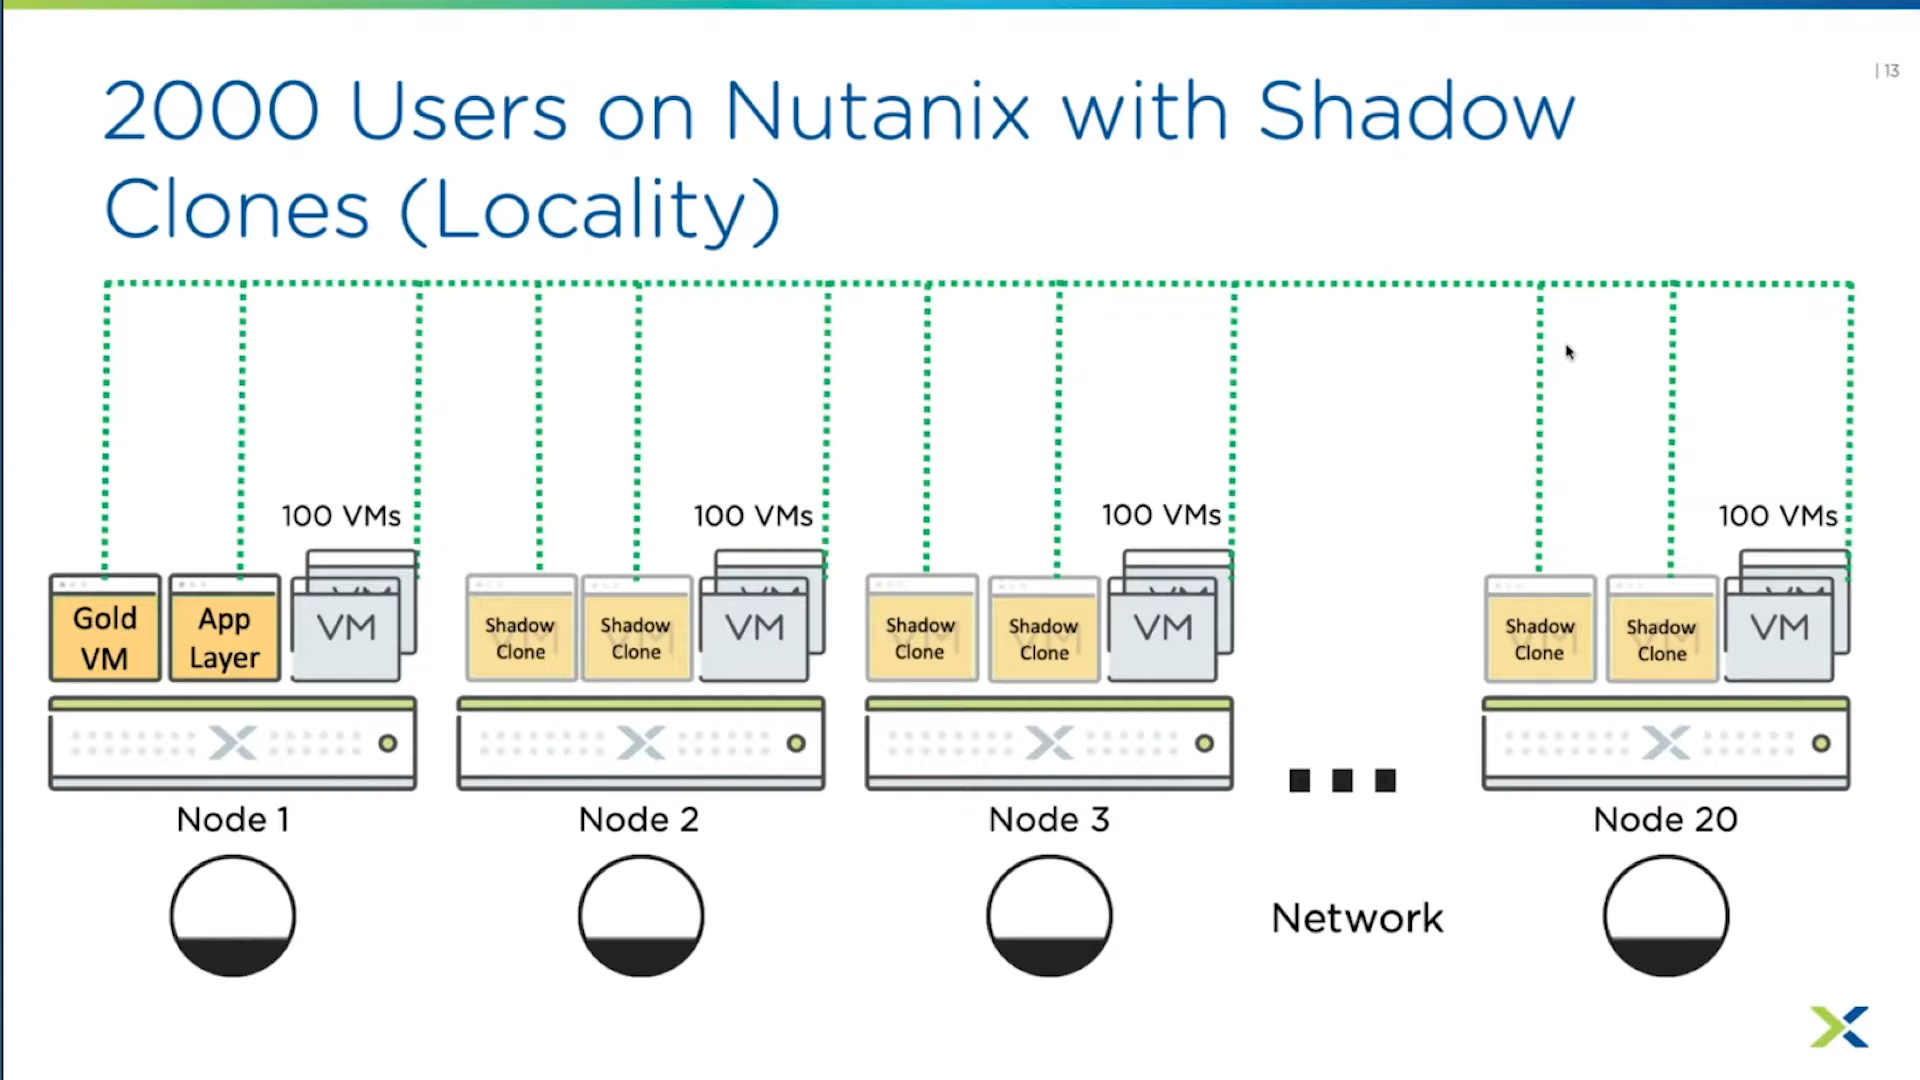 | 13
2000 Users on Nutanix with Shadow
Clones (Locality)
100 VMs
100 VMs
100 VMs
100 VMs
Gold
VM
App
Layer
VM
Shadow
Clone
Shadow
Clone
VM
Shadow
Clone
Shadow
Clone
VM
Shadow
Clone
Shadow
Clone
VM
Node 1
Node 2
Node 3
Node 20
Network